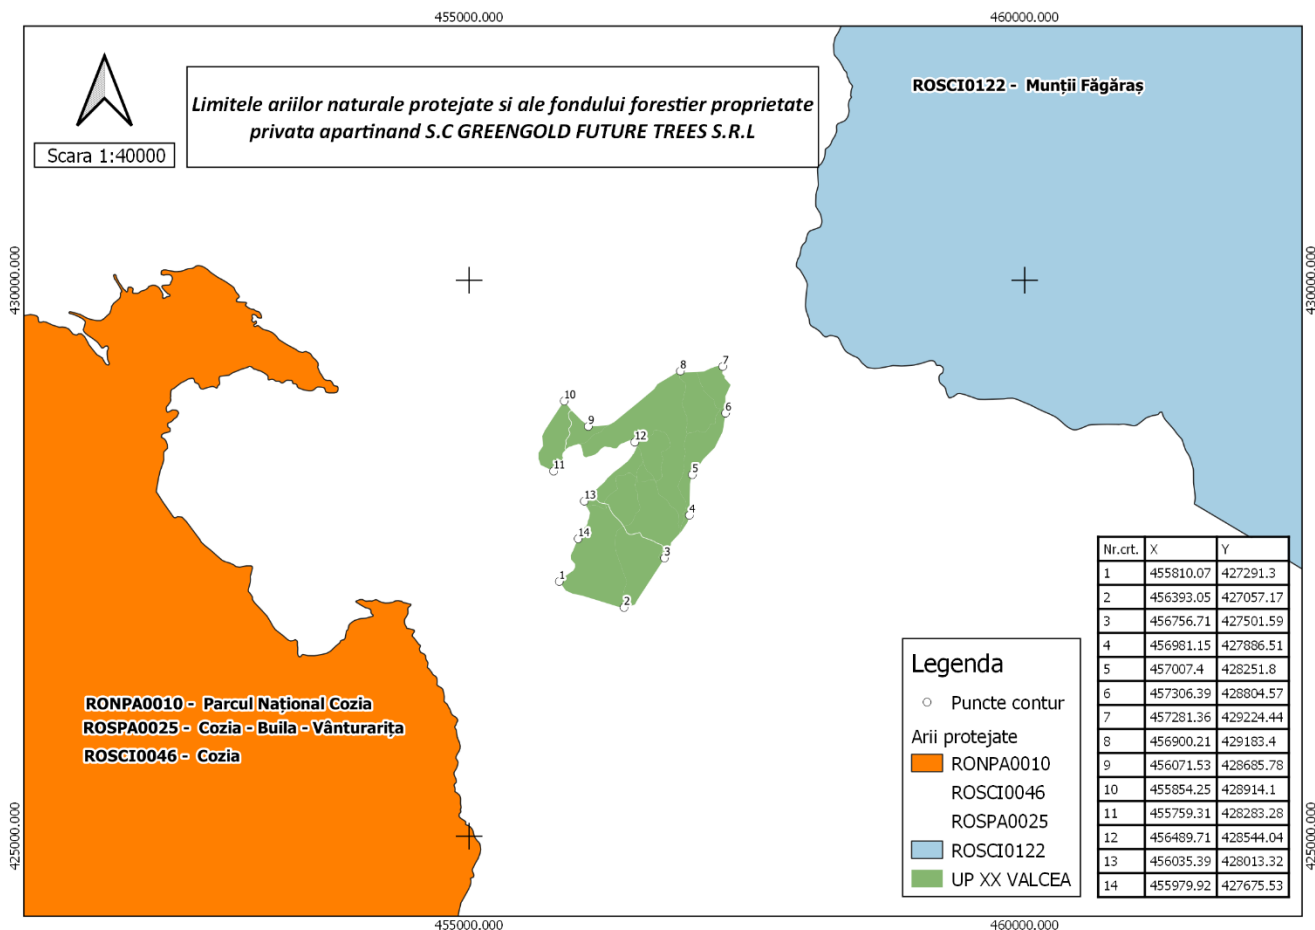 455000.000
460000.000
Limitele ariilor naturale protejate si ale fondului forestier proprietate
privata apartinand S.C GREENGOLD FUTURE TREES S.R.L
Scara 1:40000
ROSCI0122 - Munții Făgăraș
430000.000
430000.000
7
8
10
6
9
12
11
5
13
4
14
3
1
2
RONPA0010 - Parcul Național Cozia
ROSPA0025 - Cozia - Buila - Vânturarița
ROSCI0046 - Cozia
425000.000
425000.000
Legenda
Puncte contur
Arii protejate
RONPA0010
ROSCI0046
ROSPA0025
ROSCI0122
UP XX VALCEA
Nr.crt. X Y
1 455810.07 427291.3
2 456393.05 427057.17
3 456756.71 427501.59
4 456981.15 427886.51
5 457007.4 428251.8
6 457306.39 428804.57
7 457281.36 429224.44
8 456900.21 429183.4
9 456071.53 428685.78
10 455854.25 428914.1
11 455759.31 428283.28
12 456489.71 428544.04
13 456035.39 428013.32
14 455979.92 427675.53
455000.000
460000.000